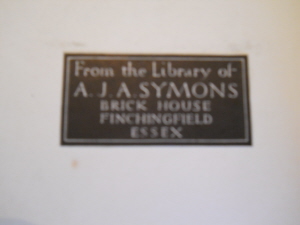 From the Library of
A. J. A. SYMONS
BRICK HOUSE
FINCHINGFIELD
ESSEX